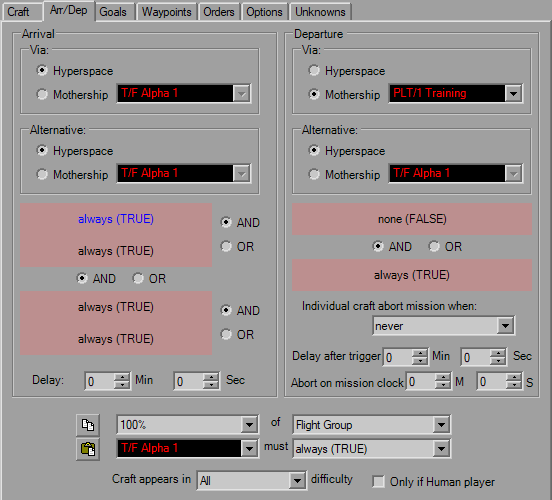 Craft Arr/Dep Goals Waypoints Orders Options Unknowns
Arrival
Via:
Hyperspace
Mothership T/F Alpha 1
Alternative:
Hyperspace
Mothership T/F Alpha 1
always (TRUE)
always (TRUE)
AND
OR
AND OR
always (TRUE)
always (TRUE)
AND
OR
Delay: 0 Min 0 Sec
Departure
Via:
Hyperspace
Mothership PLT/1 Training
Alternative:
Hyperspace
Mothership T/F Alpha 1
none (FALSE)
AND OR
always (TRUE)
Individual craft abort mission when:
never
Delay after trigger 0 Min 0 Sec
Abort on mission clock 0 M 0 S
100% of Flight Group
T/F Alpha 1 must always (TRUE)
Craft appears in All difficulty Only if Human player